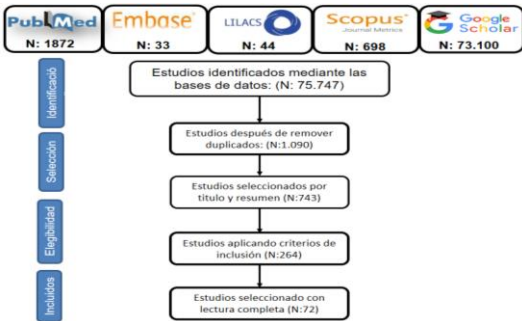 PubMed
N: 1872
Embase®
N: 33
LILACS
N: 44
Scopus®
Journal Metrics
N: 698
Google
Scholar
N: 73.100
Identificació
Estudios identificados mediante las
bases de datos: (N: 75.747)
Selección
Estudios después de remover
duplicados: (N:1.090)
Estudios seleccionados por
titulo y resumen (N:743)
Elegibilidad
Estudios aplicando criterios de
inclusión (N:264)
Incluidos
Estudios seleccionado con
lectura completa (N:72)